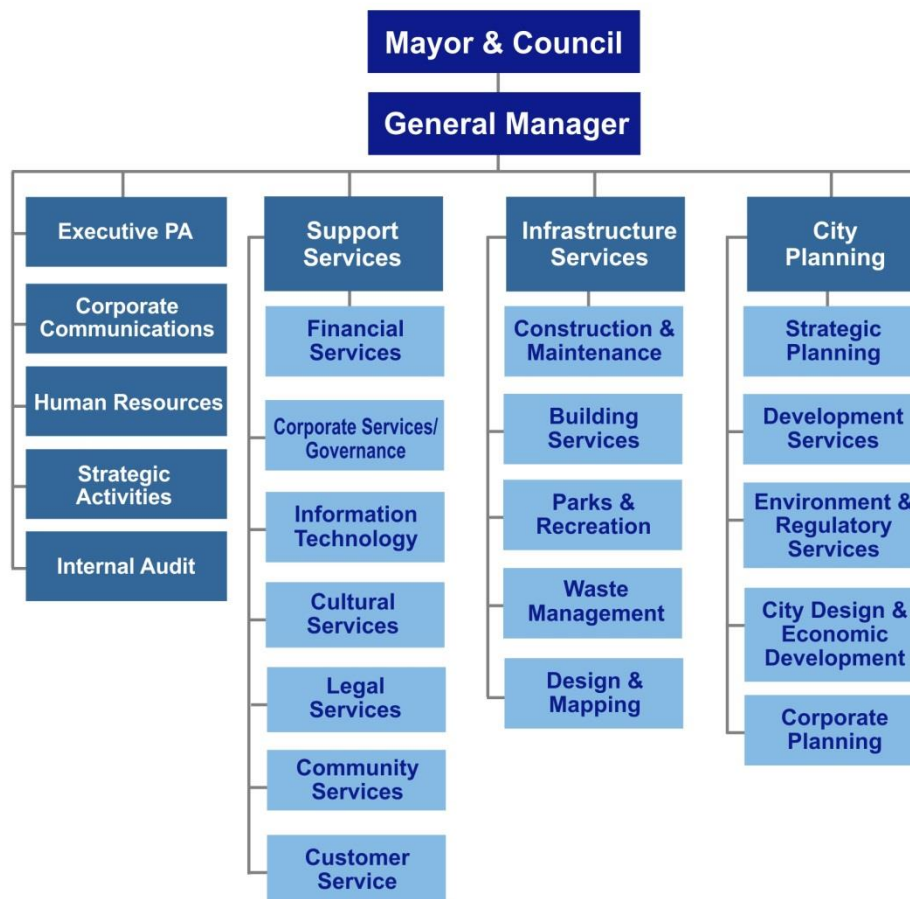 Mayor & Council
General Manager
Executive PA
Corporate
Communications
Human Resources
Strategic
Activities
Internal Audit
Support
Services
Financial
Services
Corporate Services/
Governance
Information
Technology
Cultural
Services
Legal
Services
Community
Services
Customer
Service
Infrastructure
Services
Construction &
Maintenance
Building
Services
Parks &
Recreation
Waste
Management
Design &
Mapping
City
Planning
Strategic
Planning
Development
Services
Environment &
Regulatory
Services
City Design &
Economic
Development
Corporate
Planning